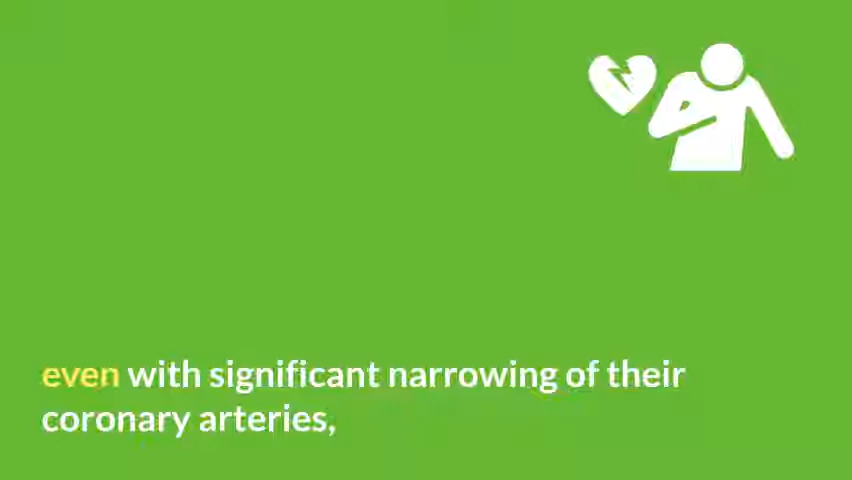 even with significant narrowing of their
coronary arteries,